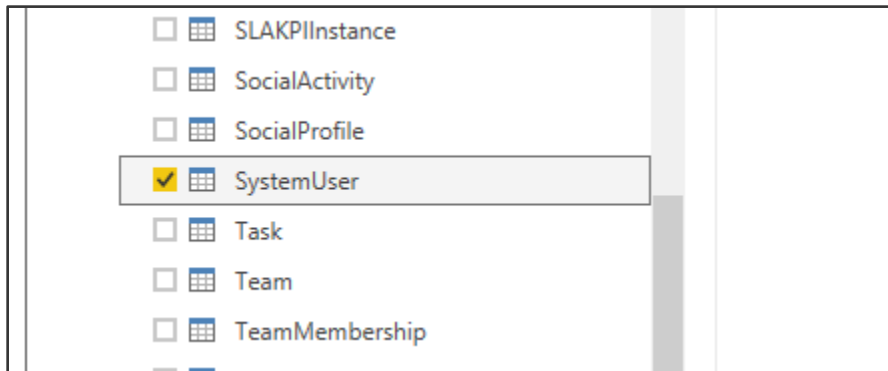 SLAKPIInstance
SocialActivity
SocialProfile
SystemUser
Task
Team
TeamMembership